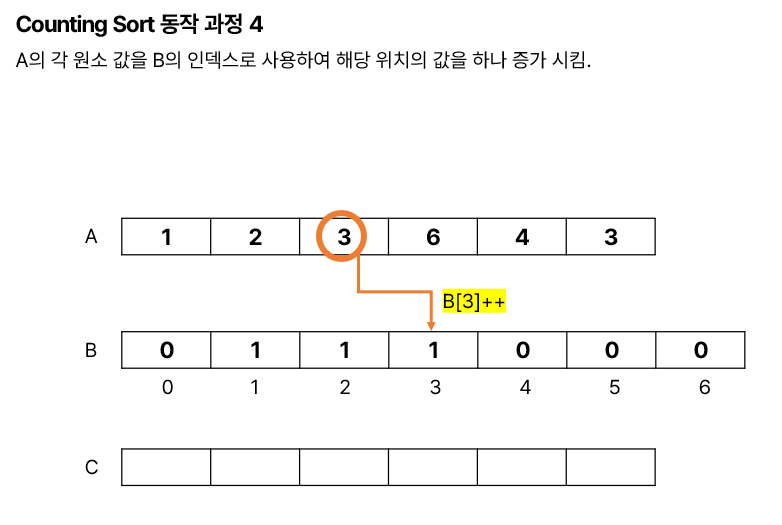 Counting Sort 동작 과정 4
A의 각 원소 값을 B의 인덱스로 사용하여 해당 위치의 값을 하나 증가 시킴.
A 1 2 3 6 4 3
B[3]++
B 0 1 1 1 0 0 0
0 1 2 3 4 5 6
C